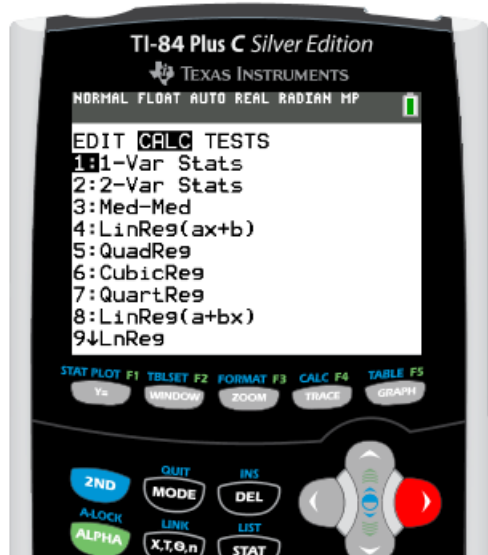 TI-84 Plus C Silver Edition
TEXAS INSTRUMENTS
NORMAL FLOAT AUTO REAL RADIAN MP
EDIT CALC TESTS
1:1-Var Stats
2:2-Var Stats
3:Med-Med
4:LinReg(ax+b)
5:QuadReg
6:CubicReg
7:QuartReg
8:LinReg(a+bx)
9↓LnReg
STAT PLOT F1 TBLSET F2 FORMAT F3 CALC F4 TABLE F5
Y= WINDOW ZOOM TRACE GRAPH
QUIT INS
2ND MODE DEL
A-LOCK LINK LIST
ALPHA X,T,θ,n STAT